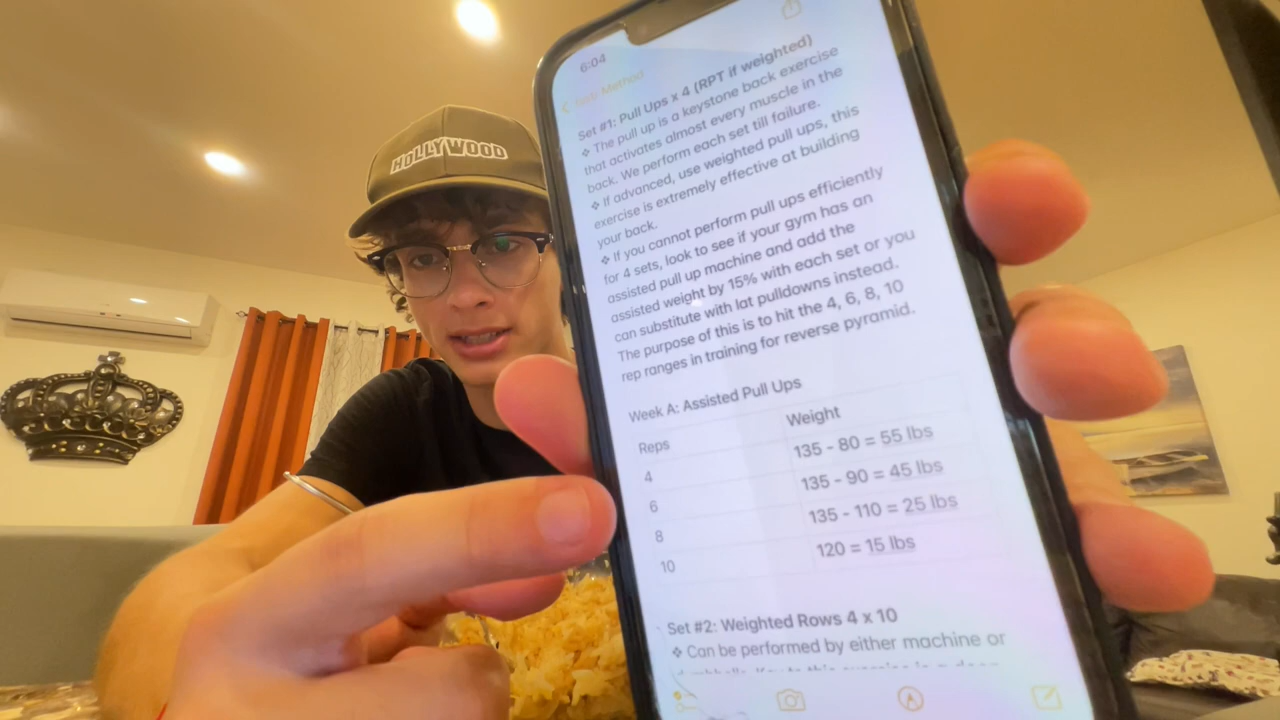 HOLLYWOOD
6:04
Method
Set #1: Pull Ups x 4 (RPT if weighted)
❖ The pull up is a keystone back exercise
that activates almost every muscle in the
back. We perform each set till failure.
❖ If advanced, use weighted pull ups, this
exercise is extremely effective at building
your back.
❖ If you cannot perform pull ups efficiently
for 4 sets, look to see if your gym has an
assisted pull up machine and add the
assisted weight by 15% with each set or you
can substitute with lat pulldowns instead.
The purpose of this is to hit the 4, 6, 8, 10
rep ranges in training for reverse pyramid.
Week A: Assisted Pull Ups
Reps Weight
4 135 - 80 = 55 lbs
6 135 - 90 = 45 lbs
8 135 - 110 = 25 lbs
10 120 = 15 lbs
Set #2: Weighted Rows 4 x 10
❖ Can be performed by either machine or